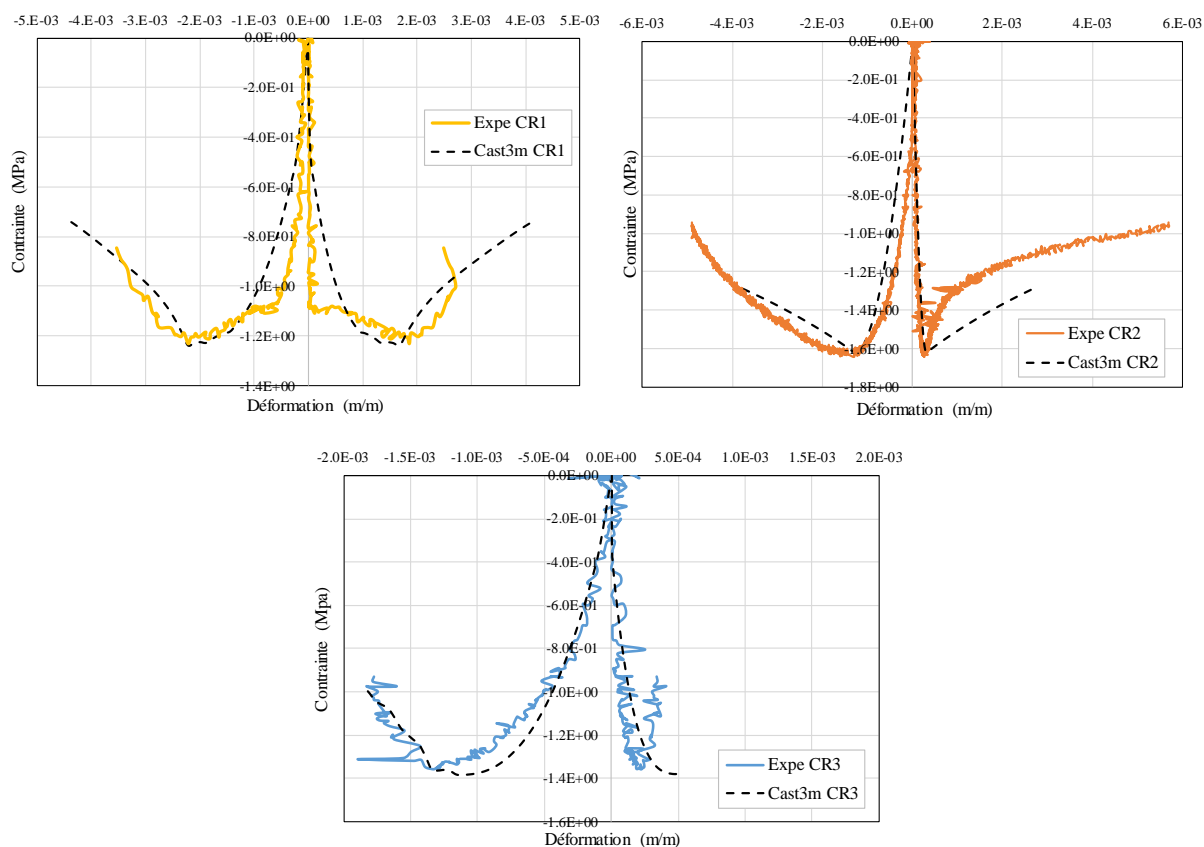 -5.E-03 -4.E-03 -3.E-03 -2.E-03 -1.E-03 0.E+00 1.E-03 2.E-03 3.E-03 4.E-03 5.E-03
0.0E+00
-2.0E-01
-4.0E-01
-6.0E-01
-8.0E-01
-1.0E+00
-1.2E+00
-1.4E+00
Contrainte (MPa)
Déformation (m/m)
Expe CR1
Cast3m CR1
-6.E-03 -4.E-03 -2.E-03 0.E+00 2.E-03 4.E-03 6.E-03
0.0E+00
-2.0E-01
-4.0E-01
-6.0E-01
-8.0E-01
-1.0E+00
-1.2E+00
-1.4E+00
-1.6E+00
-1.8E+00
Contrainte (MPa)
Déformation (m/m)
Expe CR2
Cast3m CR2
-2.0E-03 -1.5E-03 -1.0E-03 -5.0E-04 0.0E+00 5.0E-04 1.0E-03 1.5E-03 2.0E-03
0.0E+00
-2.0E-01
-4.0E-01
-6.0E-01
-8.0E-01
-1.0E+00
-1.2E+00
-1.4E+00
-1.6E+00
Contrainte (Mpa)
Déformation (m/m)
Expe CR3
Cast3m CR3